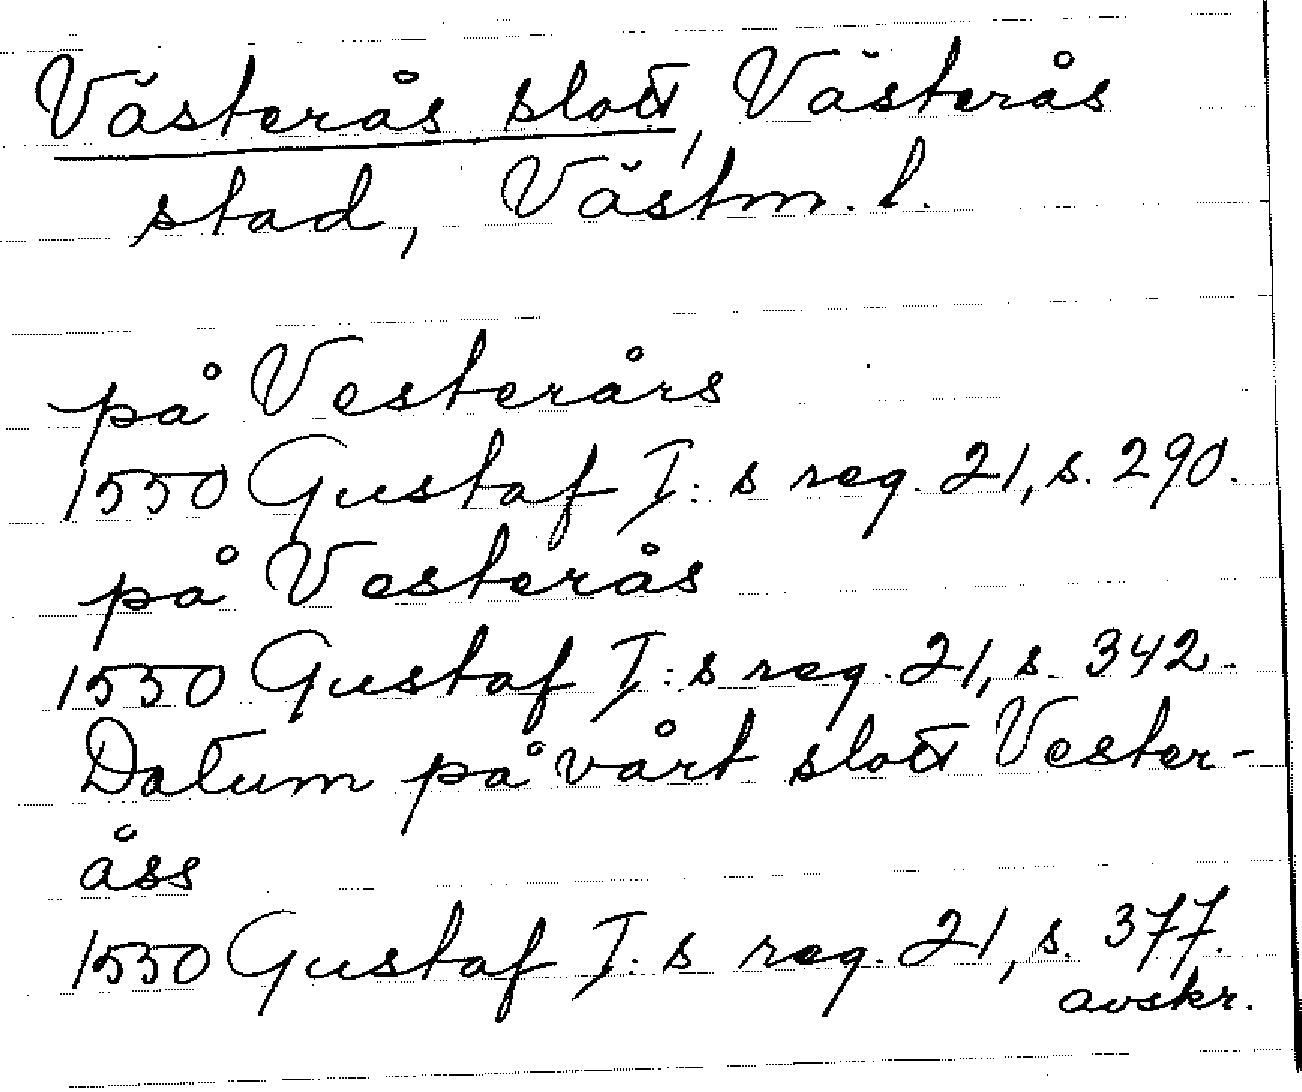 Västerås slott, Västerås
stad, Västm. l.
på Vesterårs
1550 Gustaf I: s reg. 21, s. 290.
på Vesterås
1550 Gustaf I: s reg. 21, s. 342.
Datum på vårt slott Vester-
åss
1550 Gustaf I: s reg. 21, s. 377.
avskr.